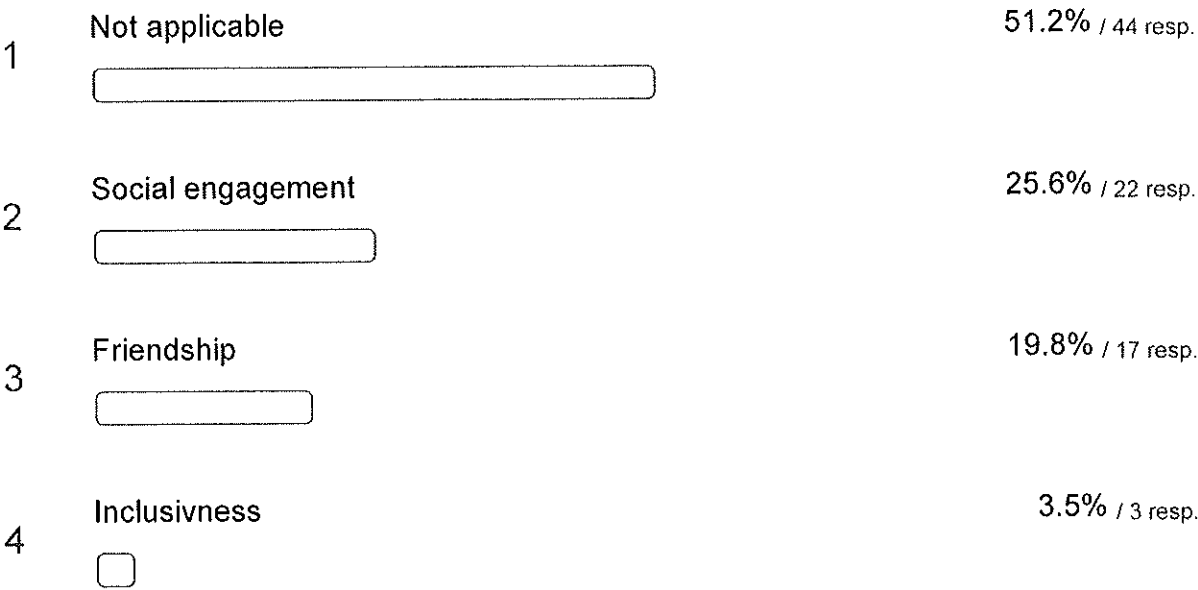 1 Not applicable 51.2% / 44 resp.
2 Social engagement 25.6% / 22 resp.
3 Friendship 19.8% / 17 resp.
4 Inclusivness 3.5% / 3 resp.